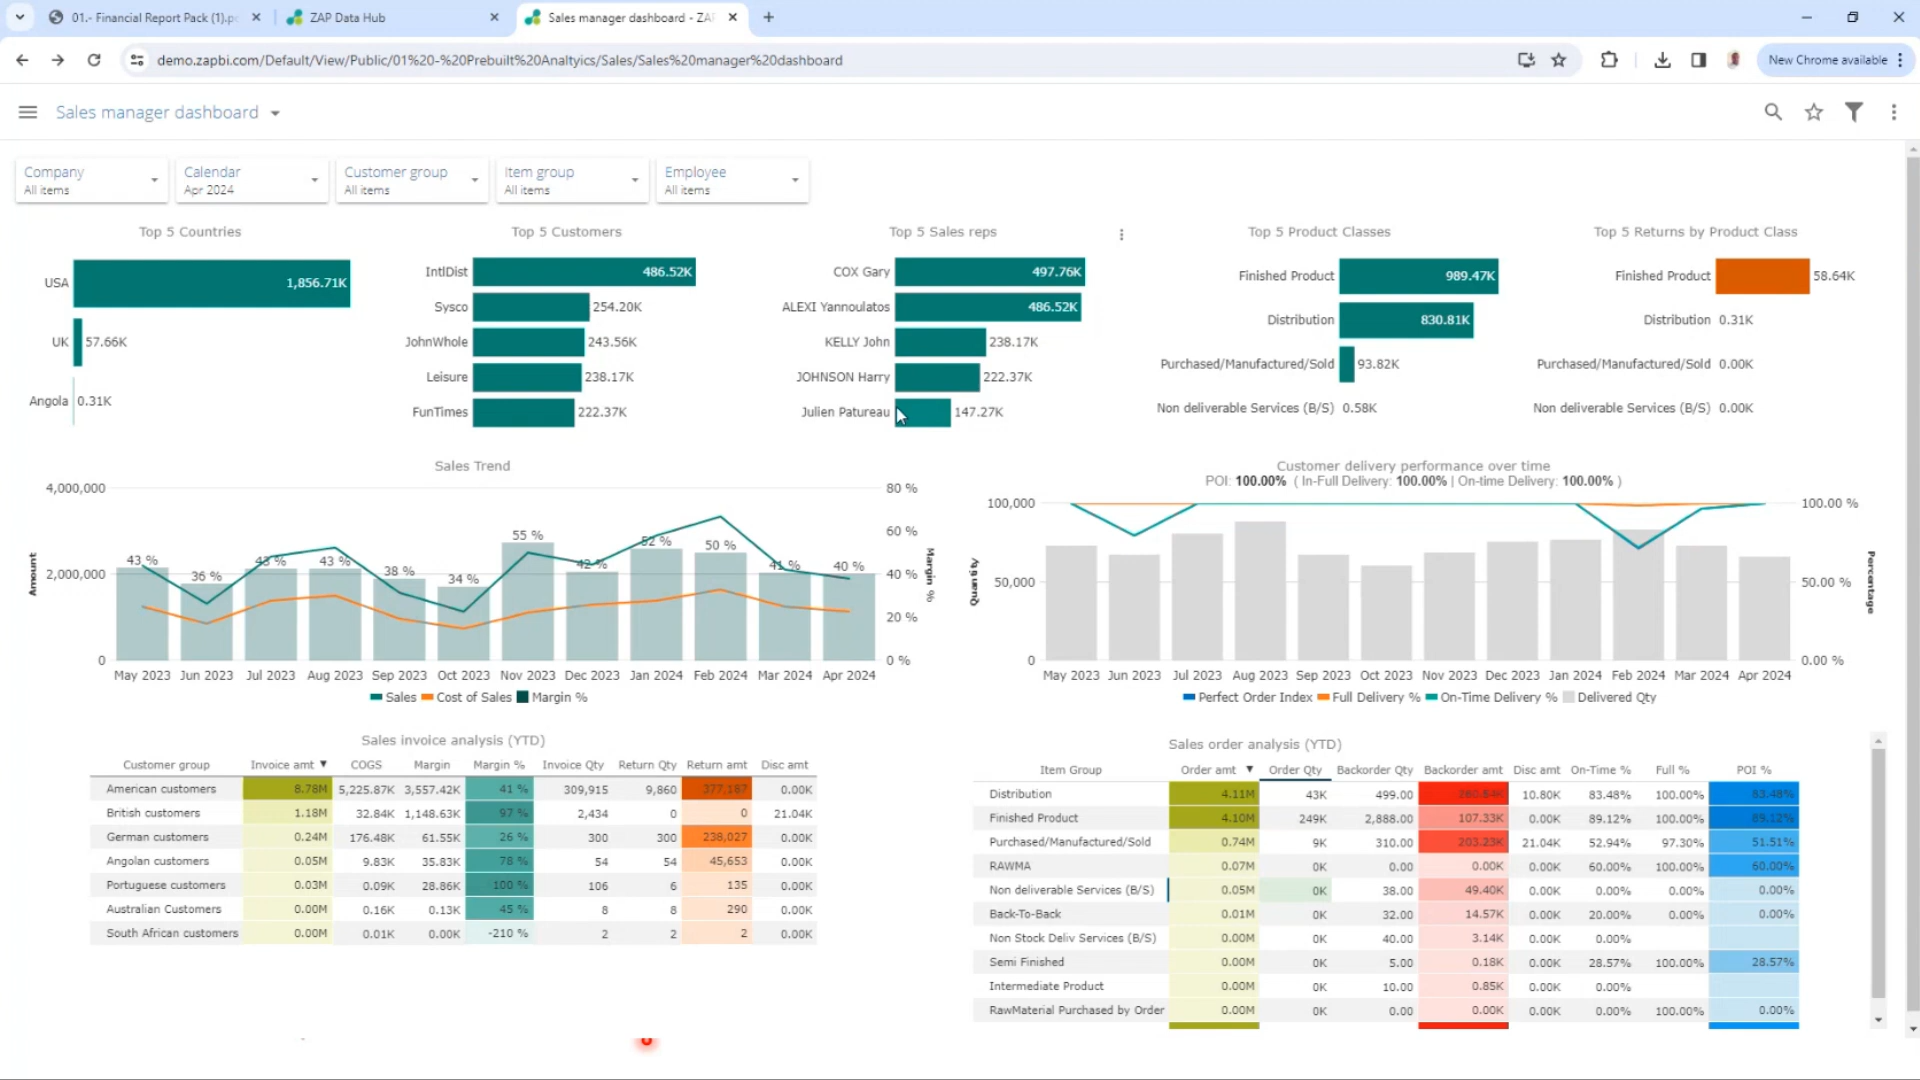 01.- Financial Report Pack (1).p
ZAP Data Hub
Sales manager dashboard - ZA
demo.zapbi.com/Default/View/Public/01%20-%20Prebuilt%20Analtyics/Sales/Sales%20manager%20dashboard
New Chrome available
Sales manager dashboard
Company
All items
Calendar
Apr 2024
Customer group
All items
Item group
All items
Employee
All items
Top 5 Countries
USA 1,856.71K
UK 57.66K
Angola 0.31K
Top 5 Customers
IntlDist 486.52K
Sysco 254.20K
JohnWhole 243.56K
Leisure 238.17K
FunTimes 222.37K
Top 5 Sales reps
COX Gary 497.76K
ALEXI Yannoulatos 486.52K
KELLY John 238.17K
JOHNSON Harry 222.37K
Julien Patureau 147.27K
Top 5 Product Classes
Finished Product 989.47K
Distribution 830.81K
Purchased/Manufactured/Sold 93.82K
Non deliverable Services (B/S) 0.58K
Top 5 Returns by Product Class
Finished Product 58.64K
Distribution 0.31K
Purchased/Manufactured/Sold 0.00K
Non deliverable Services (B/S) 0.00K
Sales Trend
Amount
4,000,000
2,000,000
0
43 % 36 % 43 % 43 % 38 % 34 % 55 % 42 % 52 % 50 % 41 % 40 %
80 %
60 %
40 %
20 %
0 %
Margin %
May 2023 Jun 2023 Jul 2023 Aug 2023 Sep 2023 Oct 2023 Nov 2023 Dec 2023 Jan 2024 Feb 2024 Mar 2024 Apr 2024
Sales Cost of Sales Margin %
Customer delivery performance over time
POI: 100.00% ( In-Full Delivery: 100.00% | On-time Delivery: 100.00% )
Quantity
100,000
50,000
0
100.00 %
50.00 %
0.00 %
Percentage
May 2023 Jun 2023 Jul 2023 Aug 2023 Sep 2023 Oct 2023 Nov 2023 Dec 2023 Jan 2024 Feb 2024 Mar 2024 Apr 2024
Perfect Order Index Full Delivery % On-Time Delivery % Delivered Qty
Sales invoice analysis (YTD)
Customer group Invoice amt ▼ COGS Margin Margin % Invoice Qty Return Qty Return amt Disc amt
American customers 8.78M 5,225.87K 3,557.42K 41 % 309,915 9,860 377,187 0.00K
British customers 1.18M 32.84K 1,148.63K 97 % 2,434 0 0 21.04K
German customers 0.24M 176.48K 61.55K 26 % 300 300 238,027 0.00K
Angolan customers 0.05M 9.83K 35.83K 78 % 54 54 45,653 0.00K
Portuguese customers 0.03M 0.09K 28.86K 100 % 106 6 135 0.00K
Australian Customers 0.00M 0.16K 0.13K 45 % 8 8 290 0.00K
South African customers 0.00M 0.01K 0.00K -210 % 2 2 2 0.00K
Sales order analysis (YTD)
Item Group Order amt ▼ Order Qty Backorder Qty Backorder amt Disc amt On-Time % Full % POI %
Distribution 4.11M 43K 499.00 10.80K 83.48% 100.00% 83.48%
Finished Product 4.10M 249K 2,888.00 107.33K 0.00K 89.12% 100.00% 89.12%
Purchased/Manufactured/Sold 0.74M 9K 310.00 203.23K 21.04K 52.94% 97.30% 51.51%
RAWMA 0.07M 0K 0.00 0.00K 0.00K 60.00% 100.00% 60.00%
Non deliverable Services (B/S) 0.05M 0K 38.00 49.40K 0.00K 0.00% 0.00% 0.00%
Back-To-Back 0.01M 0K 32.00 14.57K 0.00K 20.00% 0.00% 0.00%
Non Stock Deliv Services (B/S) 0.00M 0K 40.00 3.14K 0.00K 0.00%
Semi Finished 0.00M 0K 5.00 0.18K 0.00K 28.57% 100.00% 28.57%
Intermediate Product 0.00M 0K 10.00 0.85K 0.00K 0.00%
RawMaterial Purchased by Order 0.00M 0K 0.00 0.00K 0.00K 0.00% 100.00% 0.00%